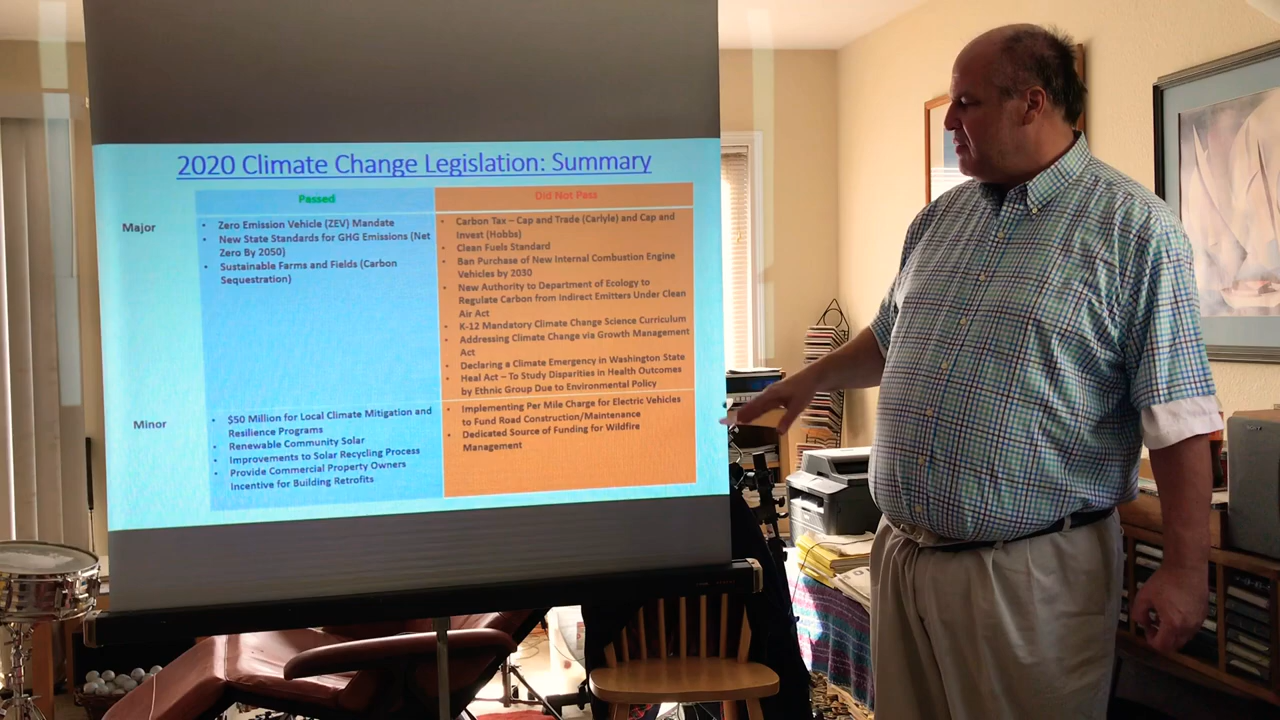 2020 Climate Change Legislation: Summary
Passed
Did Not Pass
Major
• Zero Emission Vehicle (ZEV) Mandate
• New State Standards for GHG Emissions (Net
Zero By 2050)
• Sustainable Farms and Fields (Carbon
Sequestration)
• Carbon Tax – Cap and Trade (Carlyle) and Cap and
Invest (Hobbs)
• Clean Fuels Standard
• Ban Purchase of New Internal Combustion Engine
Vehicles by 2030
• New Authority to Department of Ecology to
Regulate Carbon from Indirect Emitters Under Clean
Air Act
• K-12 Mandatory Climate Change Science Curriculum
• Addressing Climate Change via Growth Management
Act
• Declaring a Climate Emergency in Washington State
• Heal Act – To Study Disparities in Health Outcomes
by Ethnic Group Due to Environmental Policy
Minor
• $50 Million for Local Climate Mitigation and
Resilience Programs
• Renewable Community Solar
• Improvements to Solar Recycling Process
• Provide Commercial Property Owners
Incentive for Building Retrofits
• Implementing Per Mile Charge for Electric Vehicles
to Fund Road Construction/Maintenance
• Dedicated Source of Funding for Wildfire
Management
SONY